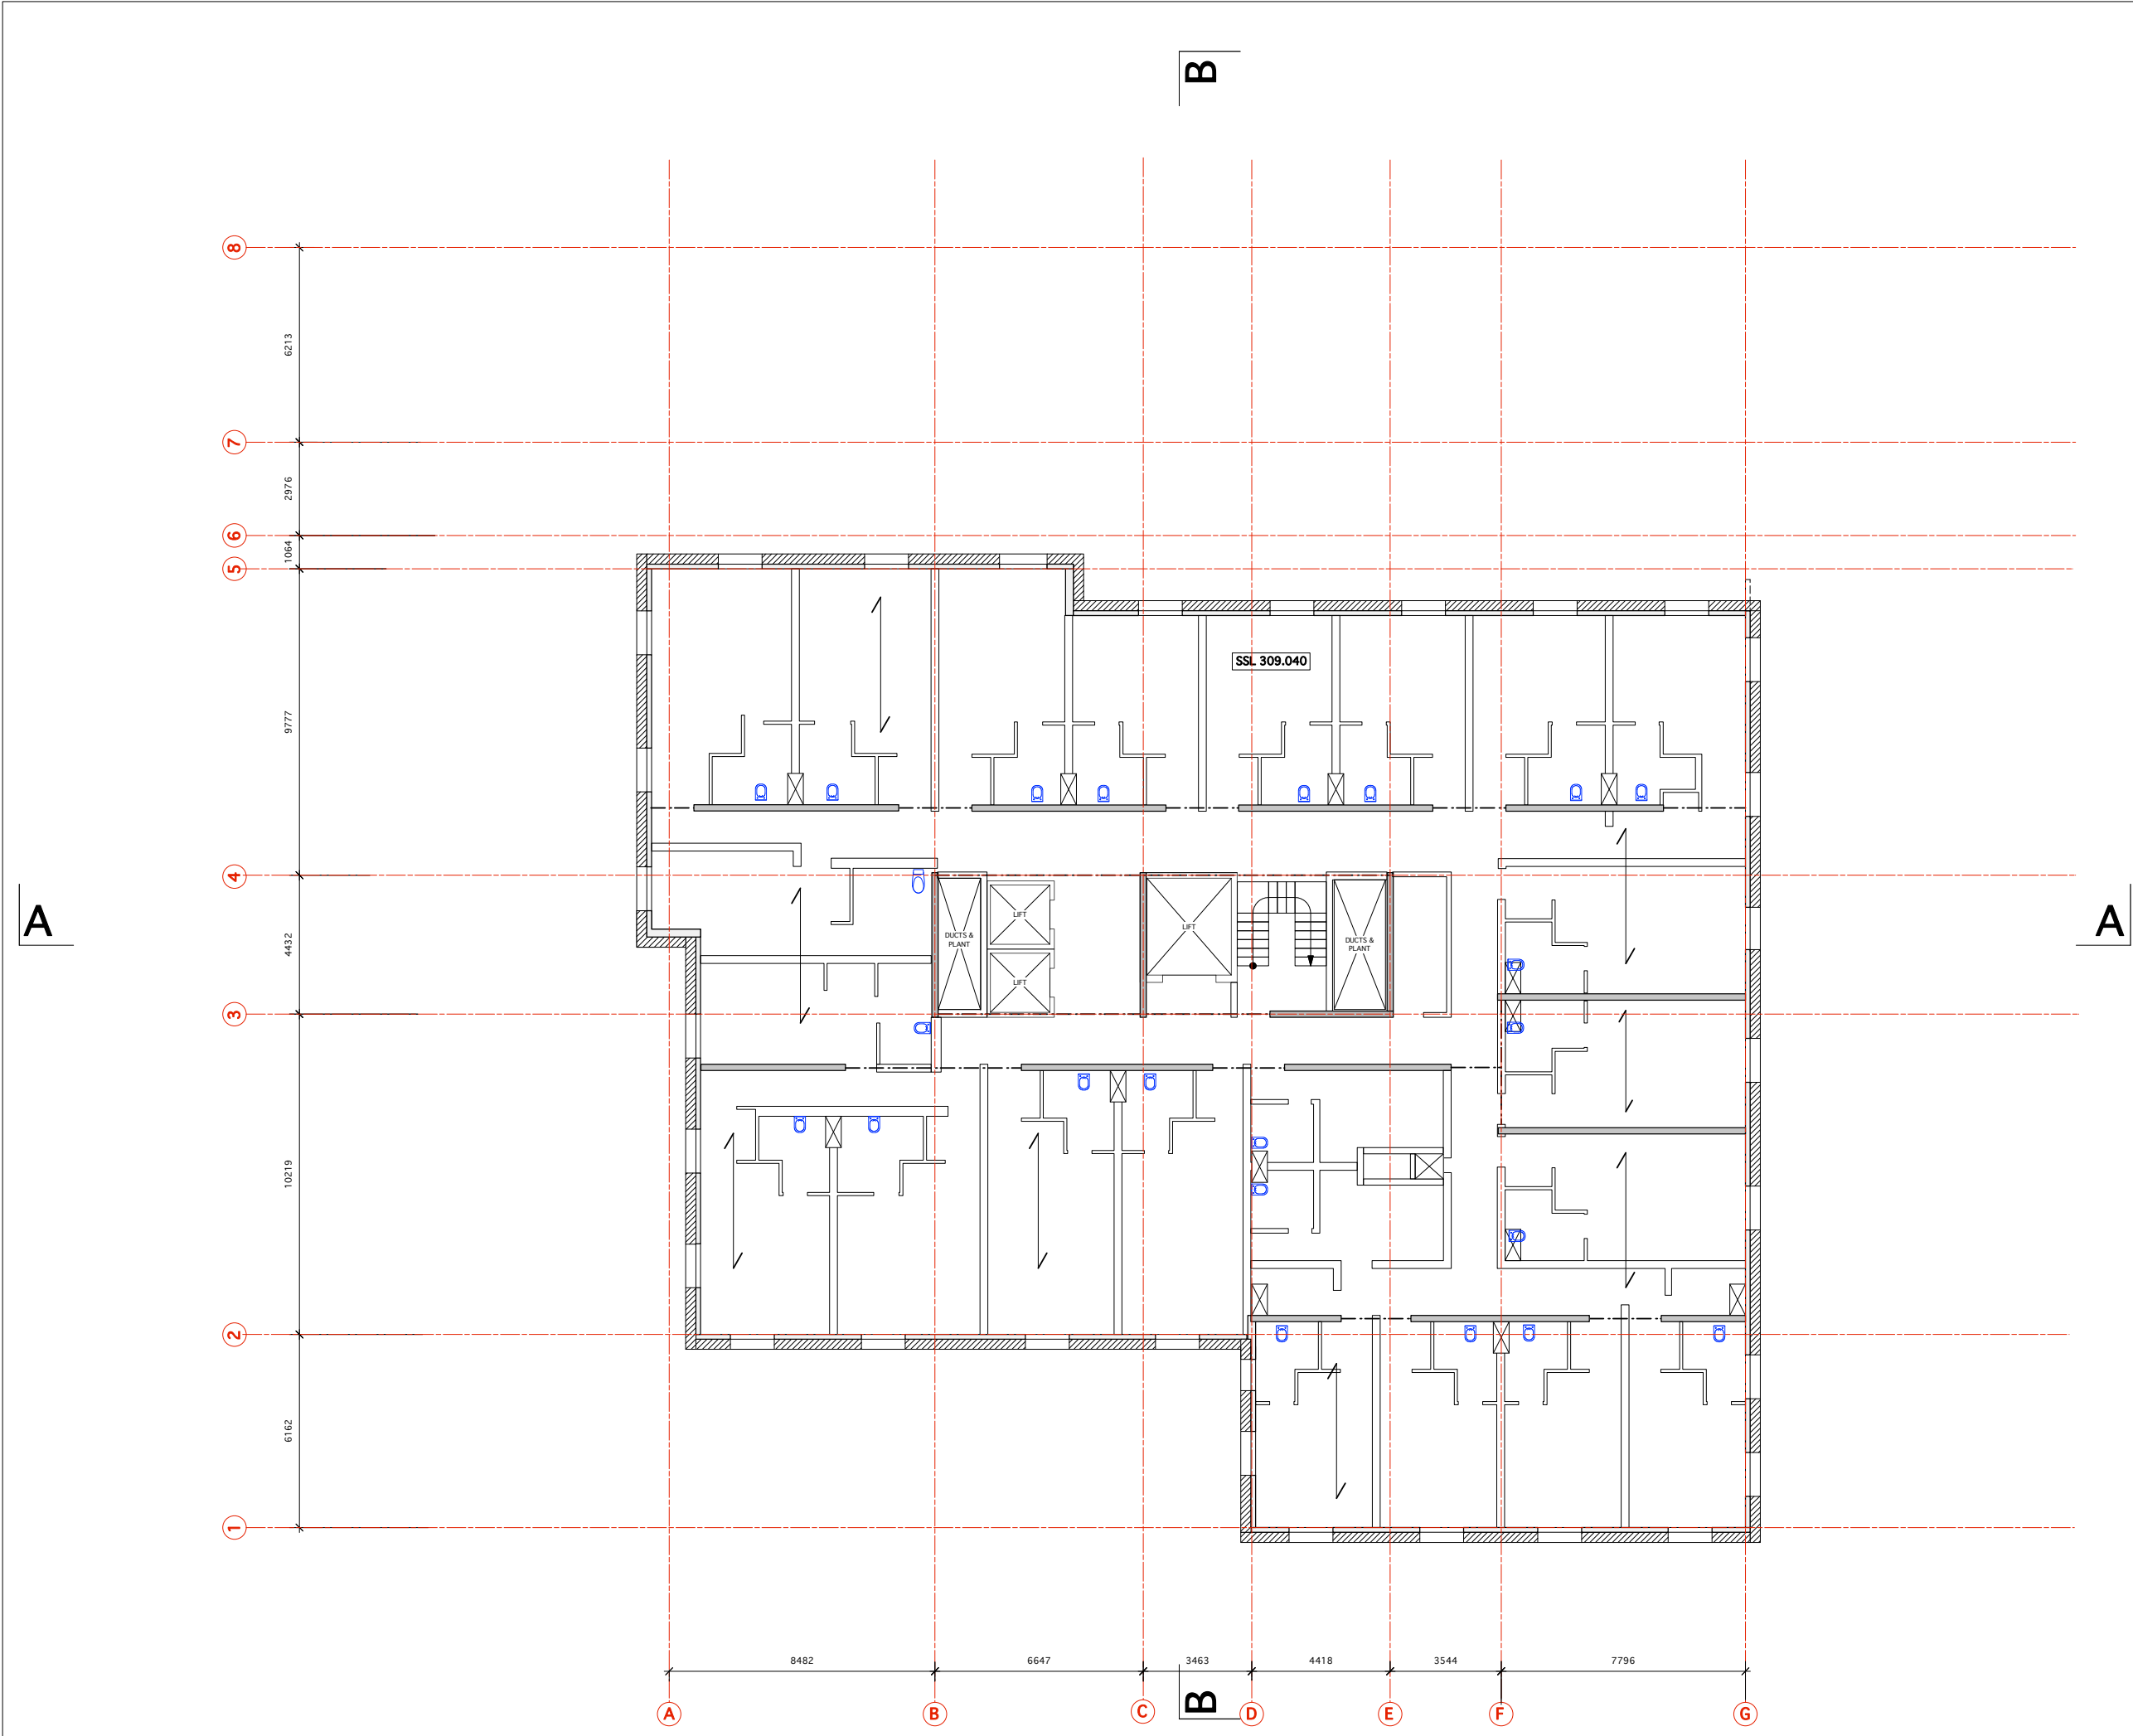 B
8
6213
7
2976
6
1064
5
SSL 309.040
9777
4
A
A
LIFT
LIFT
DUCTS &
PLANT
DUCTS &
PLANT
4432
LIFT
3
10219
2
6162
1
8482
6647
3463
4418
3544
7796
B
A
B
C
D
E
F
G